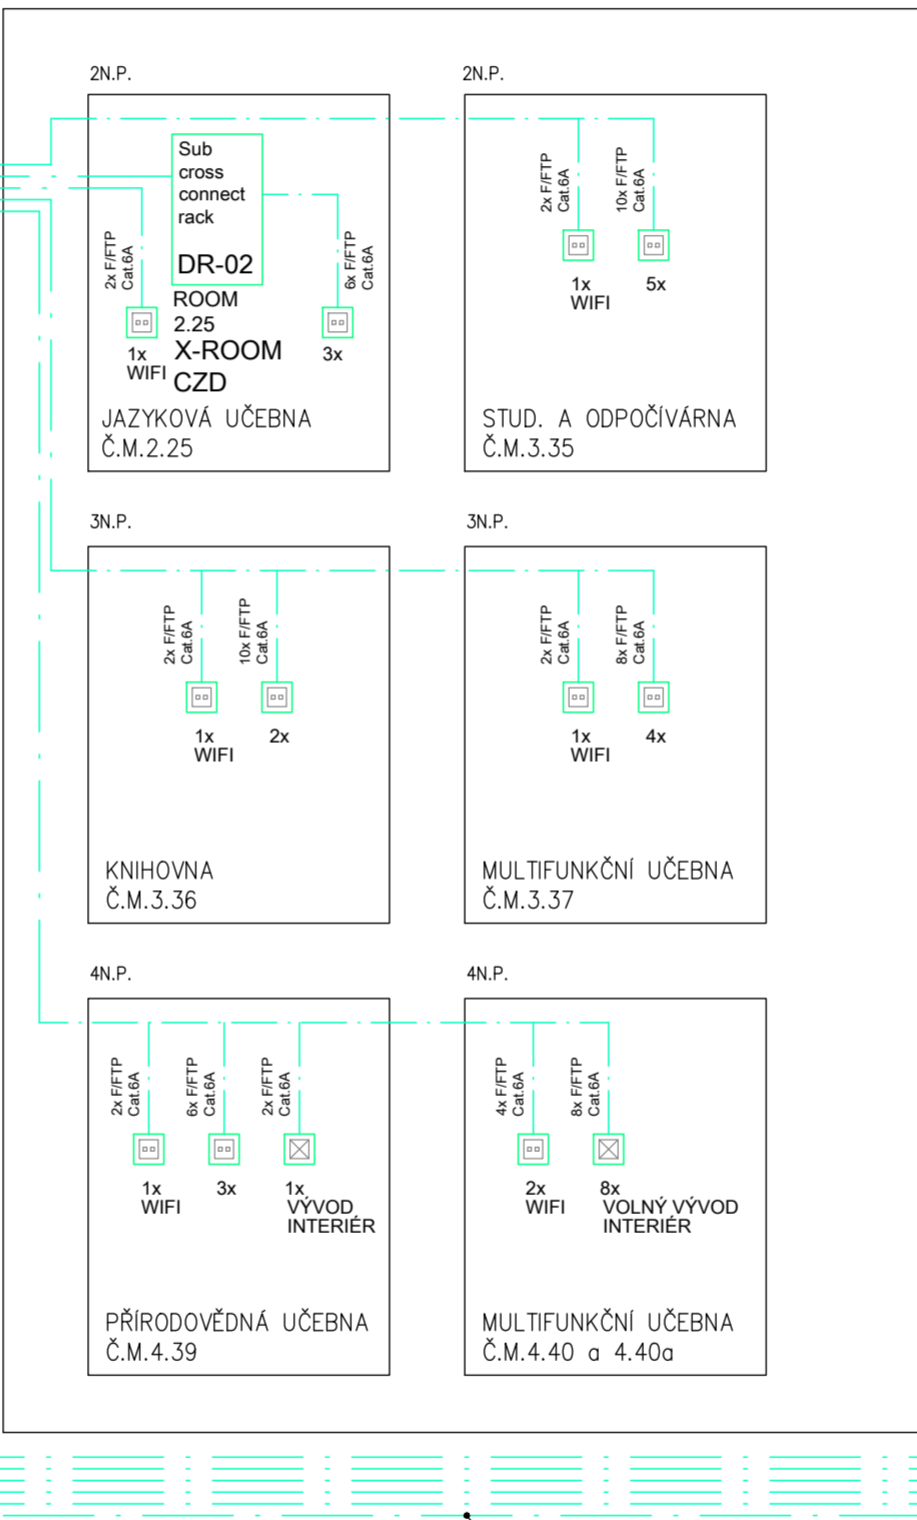 2N.P.
Sub
cross
connect
rack
DR-02
ROOM
2.25
X-ROOM
CZD
2x F/FTP
Cat.6A
1x
WIFI
6x F/FTP
Cat.6A
3x
JAZYKOVÁ UČEBNA
Č.M.2.25
2N.P.
2x F/FTP
Cat.6A
10x F/FTP
Cat.6A
1x
WIFI
5x
STUD. A ODPOČÍVÁRNA
Č.M.3.35
3N.P.
2x F/FTP
Cat.6A
10x F/FTP
Cat.6A
1x
WIFI
2x
KNIHOVNA
Č.M.3.36
3N.P.
2x F/FTP
Cat.6A
8x F/FTP
Cat.6A
1x
WIFI
4x
MULTIFUNKČNÍ UČEBNA
Č.M.3.37
4N.P.
2x F/FTP
Cat.6A
6x F/FTP
Cat.6A
2x F/FTP
Cat.6A
1x
WIFI
3x
1x
VÝVOD
INTERIÉR
PŘÍRODOVĚDNÁ UČEBNA
Č.M.4.39
4N.P.
4x F/FTP
Cat.6A
8x F/FTP
Cat.6A
2x
WIFI
8x
VOLNÝ VÝVOD
INTERIÉR
MULTIFUNKČNÍ UČEBNA
Č.M.4.40 a 4.40a